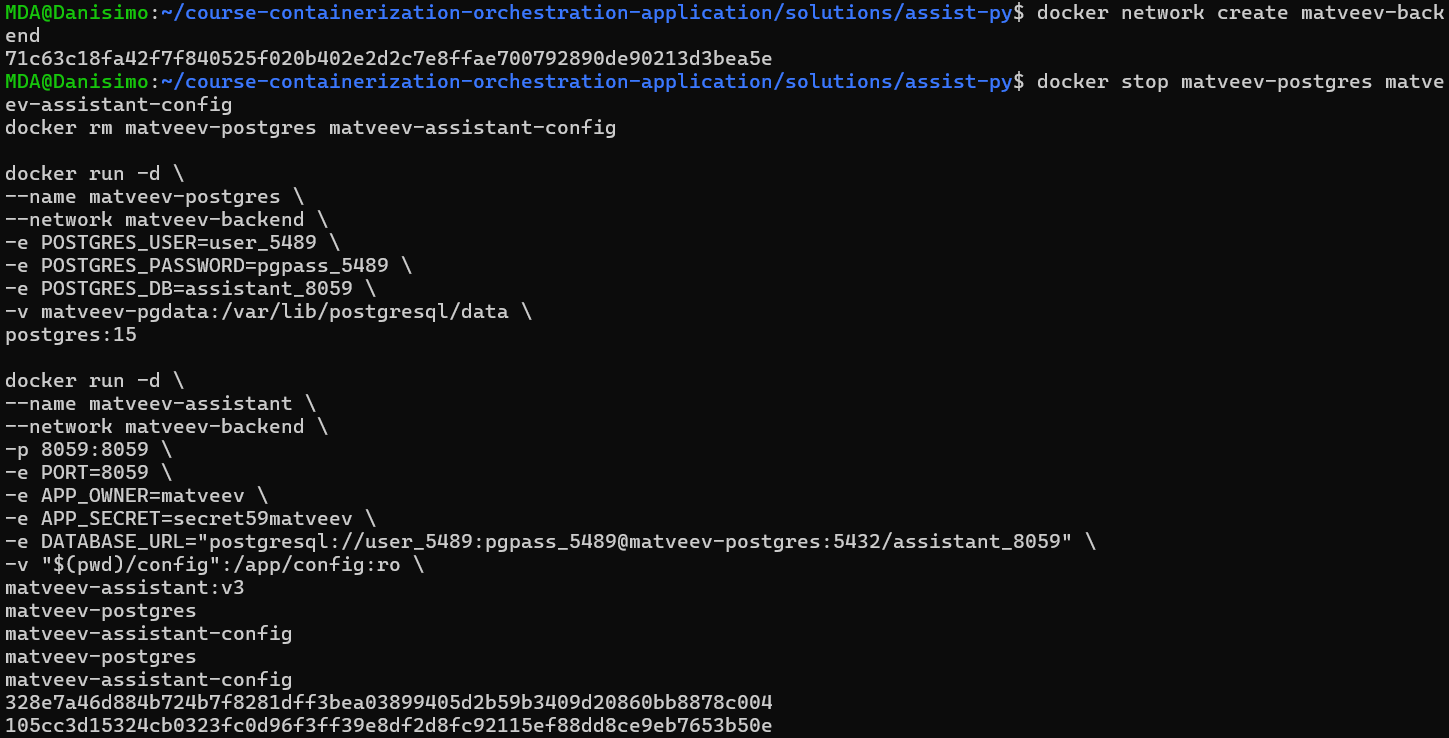 MDA@Danisimo:~/course-containerization-orchestration-application/solutions/assist-py$ docker network create matveev-back
end
71c63c18fa42f7f840525f020b402e2d2c7e8ffae700792890de90213d3bea5e
MDA@Danisimo:~/course-containerization-orchestration-application/solutions/assist-py$ docker stop matveev-postgres matve
ev-assistant-config
docker rm matveev-postgres matveev-assistant-config
docker run -d \
--name matveev-postgres \
--network matveev-backend \
-e POSTGRES_USER=user_5489 \
-e POSTGRES_PASSWORD=pgpass_5489 \
-e POSTGRES_DB=assistant_8059 \
-v matveev-pgdata:/var/lib/postgresql/data \
postgres:15
docker run -d \
--name matveev-assistant \
--network matveev-backend \
-p 8059:8059 \
-e PORT=8059 \
-e APP_OWNER=matveev \
-e APP_SECRET=secret59matveev \
-e DATABASE_URL="postgresql://user_5489:pgpass_5489@matveev-postgres:5432/assistant_8059" \
-v "$(pwd)/config":/app/config:ro \
matveev-assistant:v3
matveev-postgres
matveev-assistant-config
matveev-postgres
matveev-assistant-config
328e7a46d884b724b7f8281dff3bea03899405d2b59b3409d20860bb8878c004
105cc3d15324cb0323fc0d96f3ff39e8df2d8fc92115ef88dd8ce9eb7653b50e